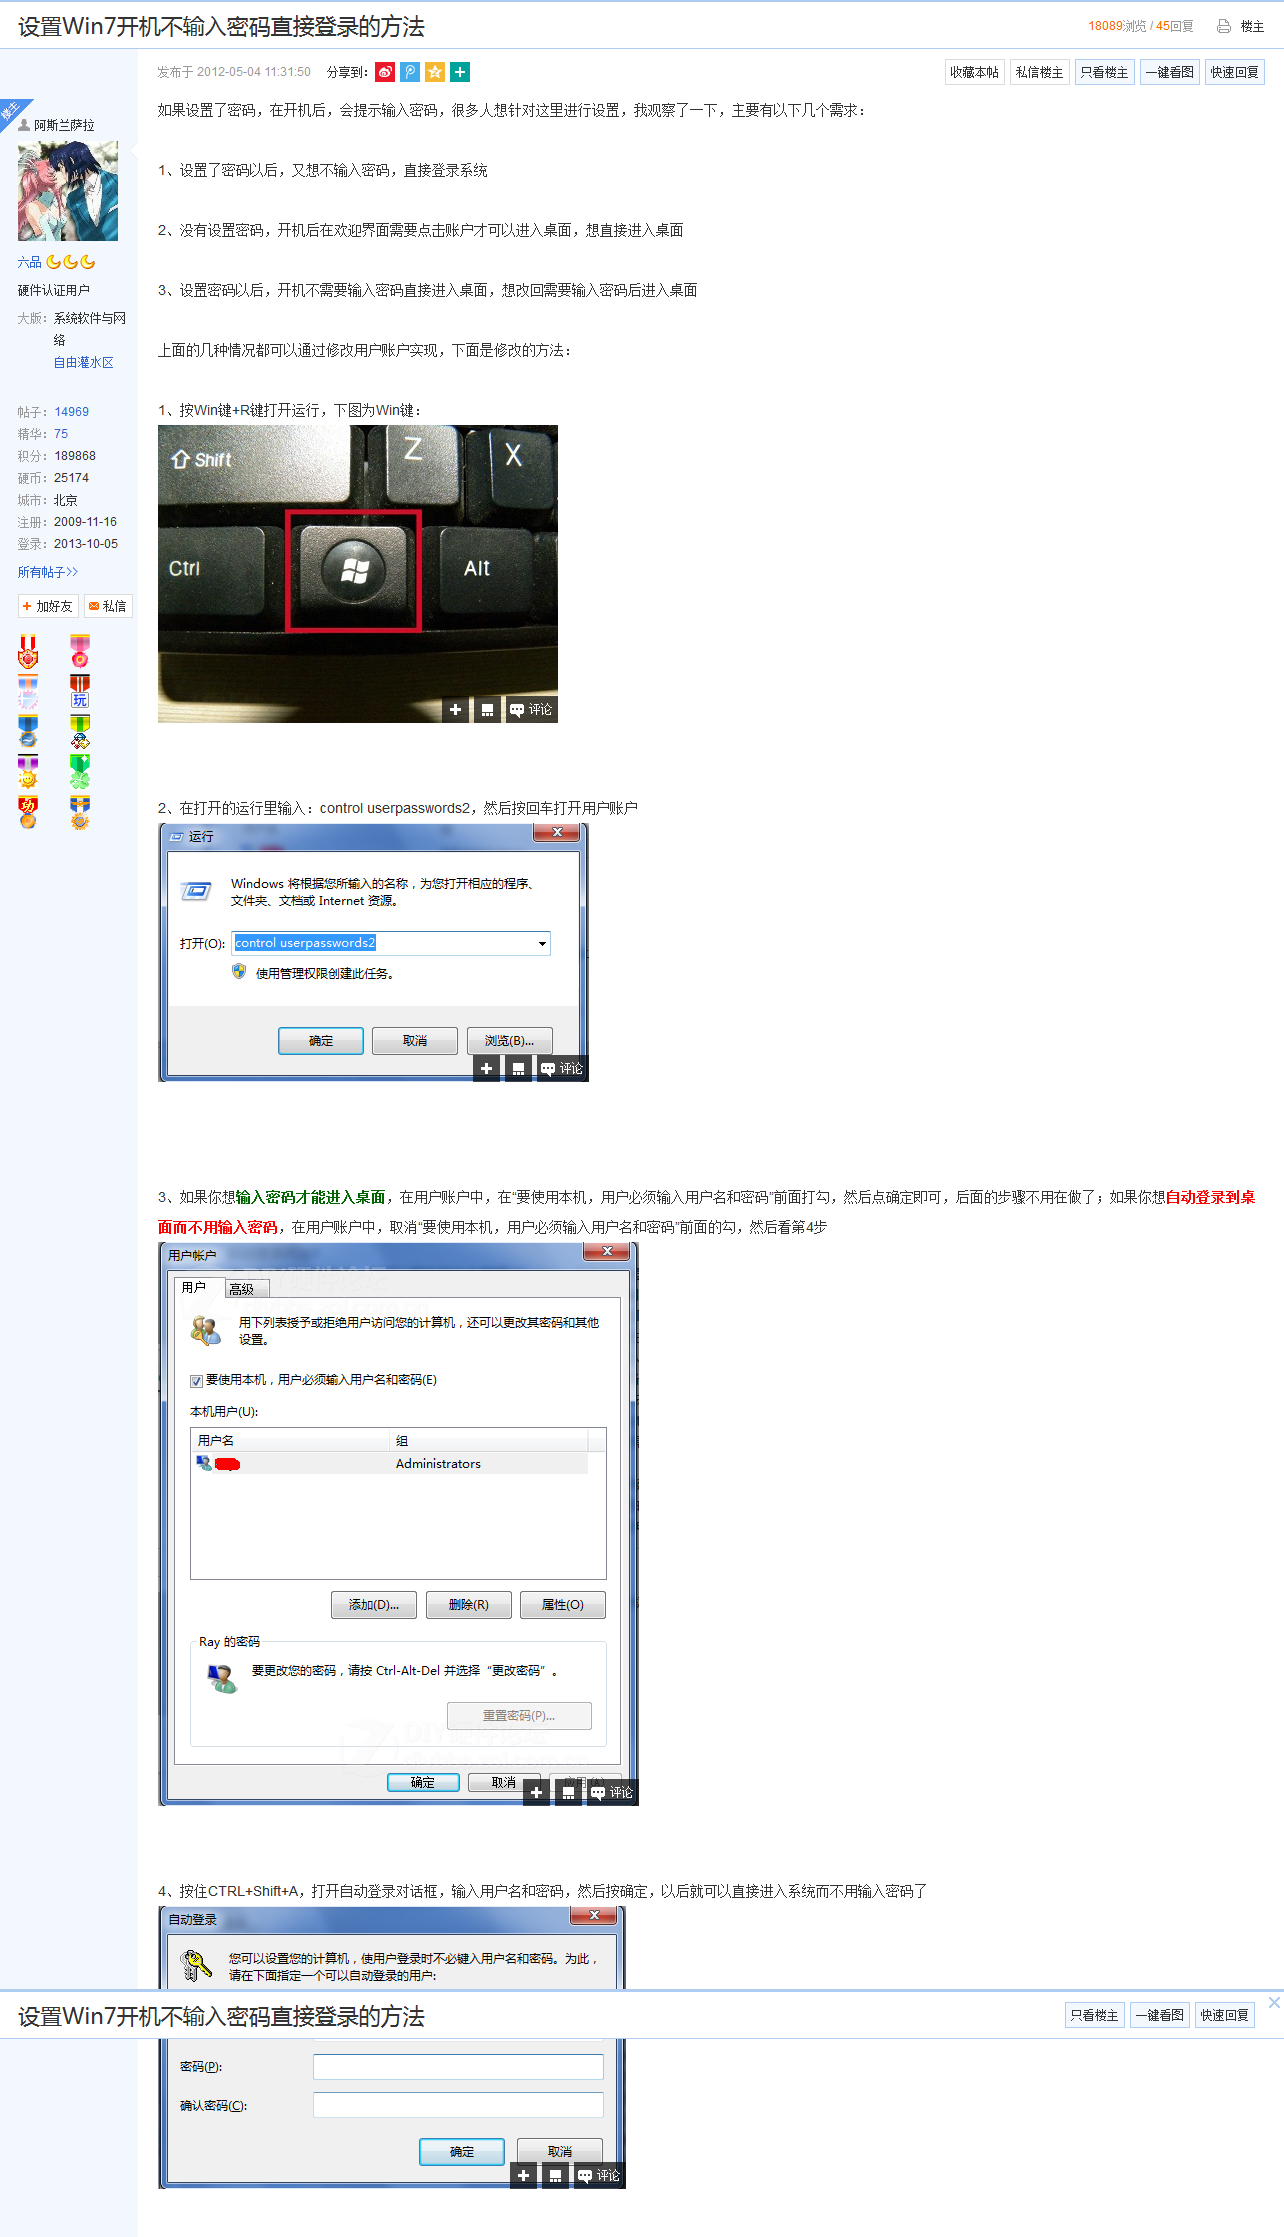 设置Win7开机不输入密码直接登录的方法
18089浏览 / 45回复
楼主
发布于 2012-05-04 11:31:50
分享到：
收藏本帖
私信楼主
只看楼主
一键看图
快速回复
楼主
阿斯兰萨拉
六品
硬件认证用户
大版：系统软件与网
络
自由灌水区
帖子：14969
精华：75
积分：189868
硬币：25174
城市：北京
注册：2009-11-16
登录：2013-10-05
所有帖子>>
加好友
私信
玩
功
如果设置了密码，在开机后，会提示输入密码，很多人想针对这里进行设置，我观察了一下，主要有以下几个需求：
1、设置了密码以后，又想不输入密码，直接登录系统
2、没有设置密码，开机后在欢迎界面需要点击账户才可以进入桌面，想直接进入桌面
3、设置密码以后，开机不需要输入密码直接进入桌面，想改回需要输入密码后进入桌面
上面的几种情况都可以通过修改用户账户实现，下面是修改的方法：
1、按Win键+R键打开运行，下图为Win键：
Shift
Z
X
Ctrl
Alt
评论
2、在打开的运行里输入：control userpasswords2，然后按回车打开用户账户
运行
Windows 将根据您所输入的名称，为您打开相应的程序、
文件夹、文档或 Internet 资源。
打开(O):
control userpasswords2
使用管理权限创建此任务。
确定
取消
浏览(B)...
评论
3、如果你想输入密码才能进入桌面，在用户账户中，在“要使用本机，用户必须输入用户名和密码”前面打勾，然后点确定即可，后面的步骤不用在做了；如果你想自动登录到桌
面而不用输入密码，在用户账户中，取消“要使用本机，用户必须输入用户名和密码”前面的勾，然后看第4步
用户帐户
用户
高级
用下列表授予或拒绝用户访问您的计算机，还可以更改其密码和其他
设置。
要使用本机，用户必须输入用户名和密码(E)
本机用户(U):
用户名
组
Administrators
添加(D)...
删除(R)
属性(O)
Ray 的密码
要更改您的密码，请按 Ctrl-Alt-Del 并选择“更改密码”。
重置密码(P)...
确定
取消
应用(A)
评论
4、按住CTRL+Shift+A，打开自动登录对话框，输入用户名和密码，然后按确定，以后就可以直接进入系统而不用输入密码了
自动登录
您可以设置您的计算机，使用户登录时不必键入用户名和密码。为此，
请在下面指定一个可以自动登录的用户:
设置Win7开机不输入密码直接登录的方法
只看楼主
一键看图
快速回复
密码(P):
确认密码(C):
确定
取消
评论